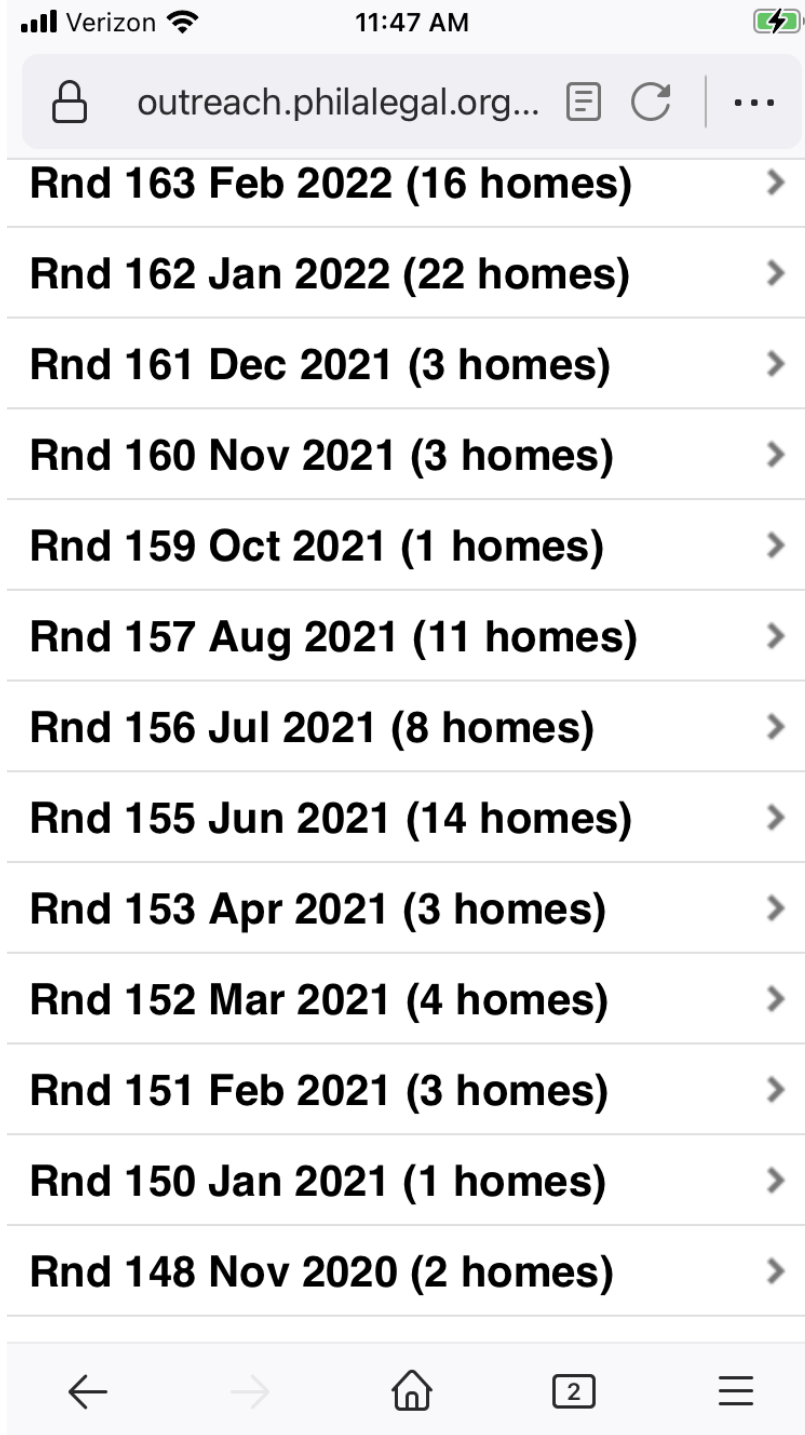 Verizon 11:47 AM
outreach.philalegal.org...
Rnd 163 Feb 2022 (16 homes)
Rnd 162 Jan 2022 (22 homes)
Rnd 161 Dec 2021 (3 homes)
Rnd 160 Nov 2021 (3 homes)
Rnd 159 Oct 2021 (1 homes)
Rnd 157 Aug 2021 (11 homes)
Rnd 156 Jul 2021 (8 homes)
Rnd 155 Jun 2021 (14 homes)
Rnd 153 Apr 2021 (3 homes)
Rnd 152 Mar 2021 (4 homes)
Rnd 151 Feb 2021 (3 homes)
Rnd 150 Jan 2021 (1 homes)
Rnd 148 Nov 2020 (2 homes)
2